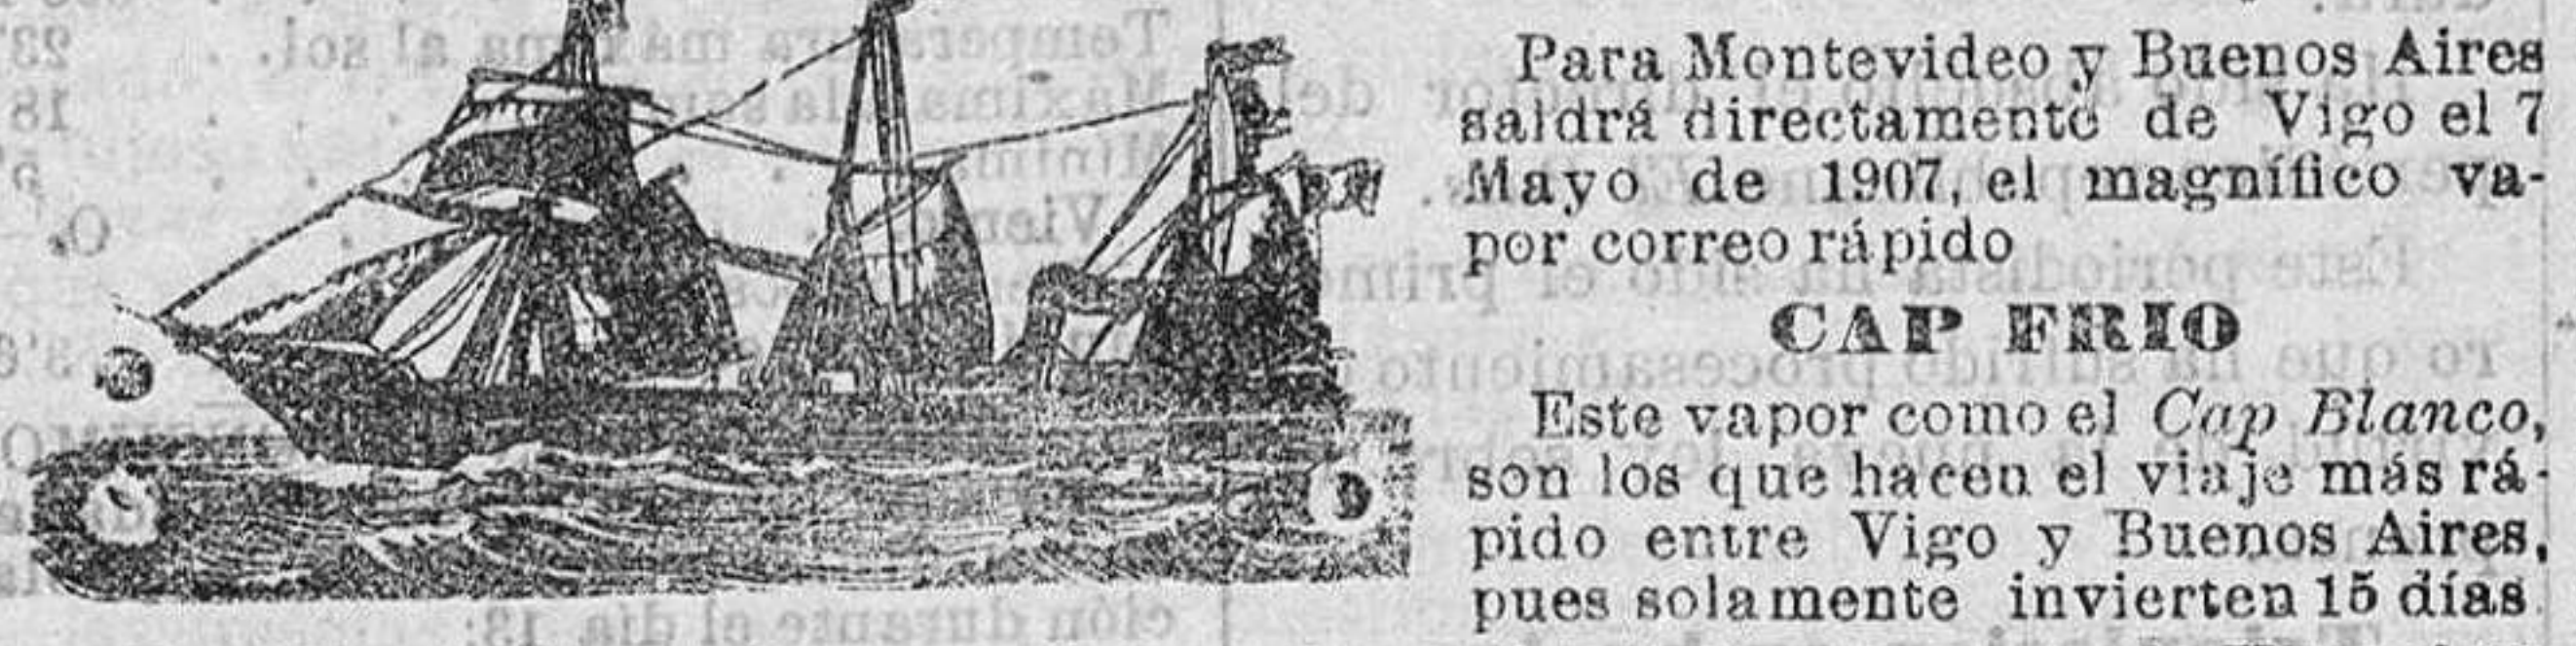 Para Montevideo y Buenos Aires
saldrá directamente de Vigo el 7
Mayo de 1907, el magnífico va-
por correo rápido
CAP FRIO
Este vapor como el Cap Blanco,
son los que hacen el viaje más rá-
pido entre Vigo y Buenos Aires,
pues solamente invierten 15 días